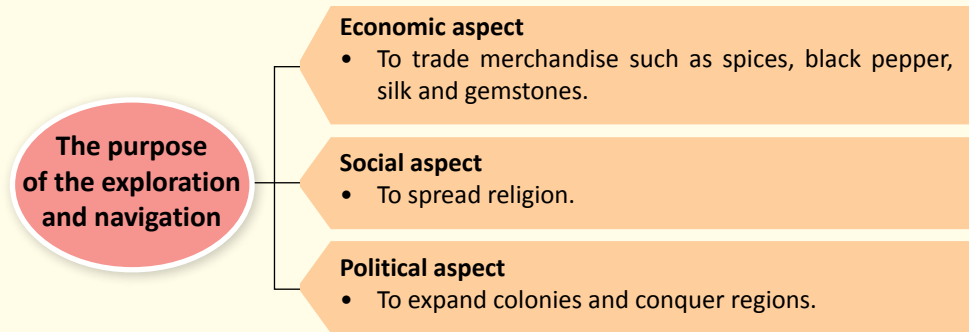 The purpose
of the exploration
and navigation
Economic aspect
• To trade merchandise such as spices, black pepper,
silk and gemstones.
Social aspect
• To spread religion.
Political aspect
• To expand colonies and conquer regions.